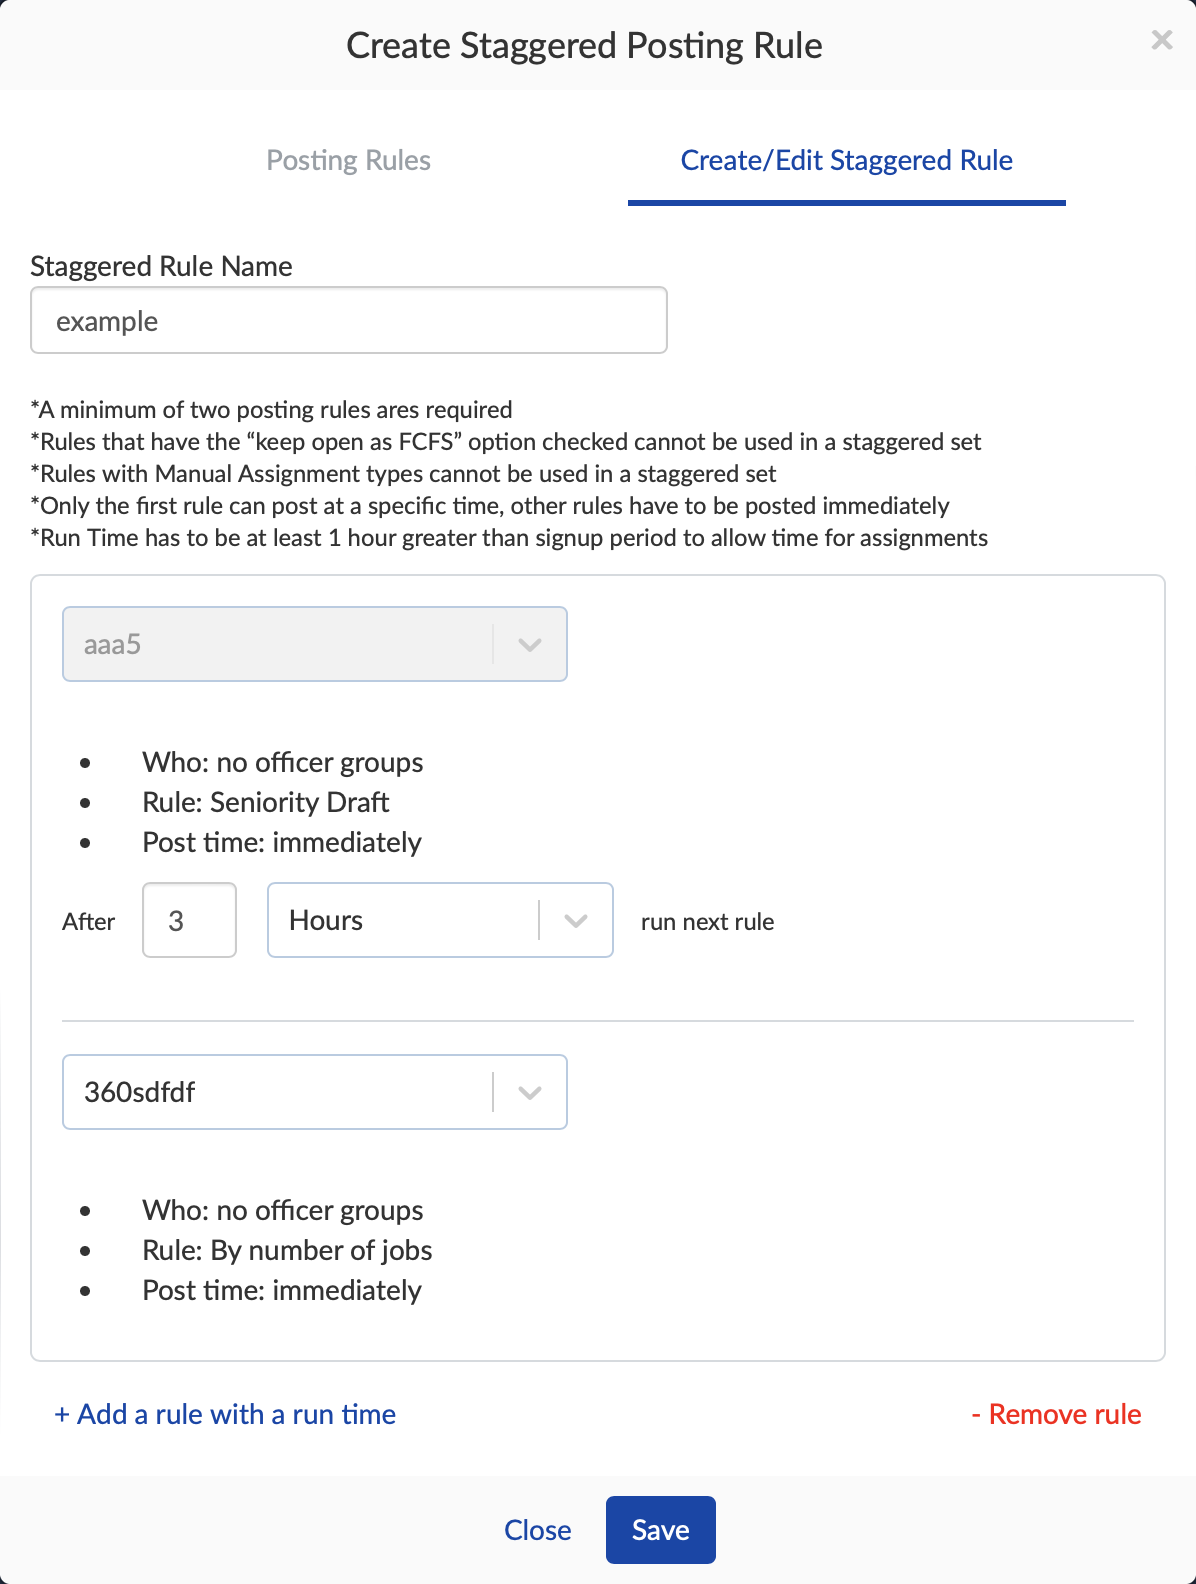 Create Staggered Posting Rule
×
Posting Rules
Create/Edit Staggered Rule
Staggered Rule Name
example
*A minimum of two posting rules ares required
*Rules that have the “keep open as FCFS” option checked cannot be used in a staggered set
*Rules with Manual Assignment types cannot be used in a staggered set
*Only the first rule can post at a specific time, other rules have to be posted immediately
*Run Time has to be at least 1 hour greater than signup period to allow time for assignments
aaa5
• Who: no officer groups
• Rule: Seniority Draft
• Post time: immediately
After 3 Hours run next rule
360sdfdf
• Who: no officer groups
• Rule: By number of jobs
• Post time: immediately
+ Add a rule with a run time
- Remove rule
Close Save